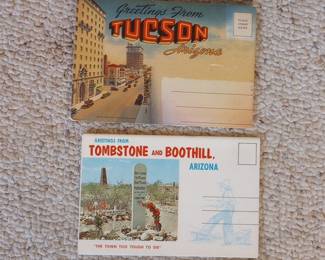 Greetings From
TUCSON
Arizona
GREETINGS FROM
TOMBSTONE AND BOOTHILL,
ARIZONA
"THE TOWN TOO TOUGH TO DIE"